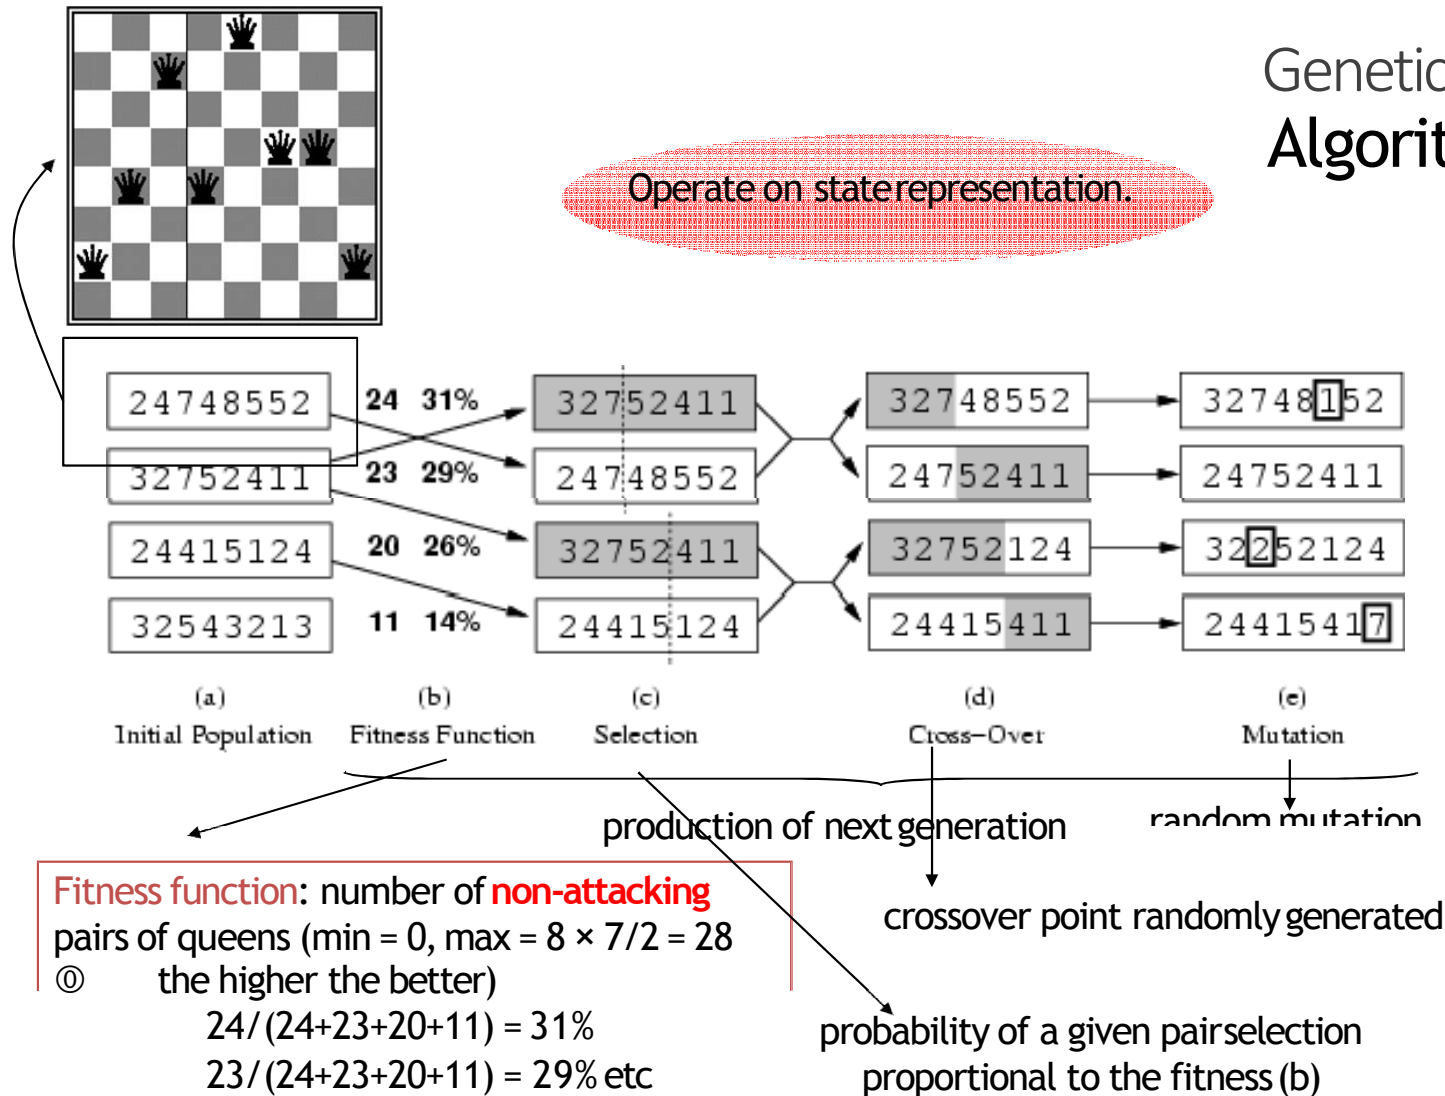 Genetic
Algorit
Operate on state representation.
24748552 24 31% 32752411 32748552 32748152
32752411 23 29% 24748552 24752411 24752411
24415124 20 26% 32752411 32752124 32252124
32543213 11 14% 24415124 24415411 24415417
(a) (b) (c) (d) (e)
Initial Population Fitness Function Selection Cross-Over Mutation
production of next generation random mutation
Fitness function: number of non-attacking
pairs of queens (min = 0, max = 8 × 7/2 = 28
⓪ the higher the better)
24/(24+23+20+11) = 31%
23/(24+23+20+11) = 29% etc
crossover point randomly generated
probability of a given pair selection
proportional to the fitness (b)